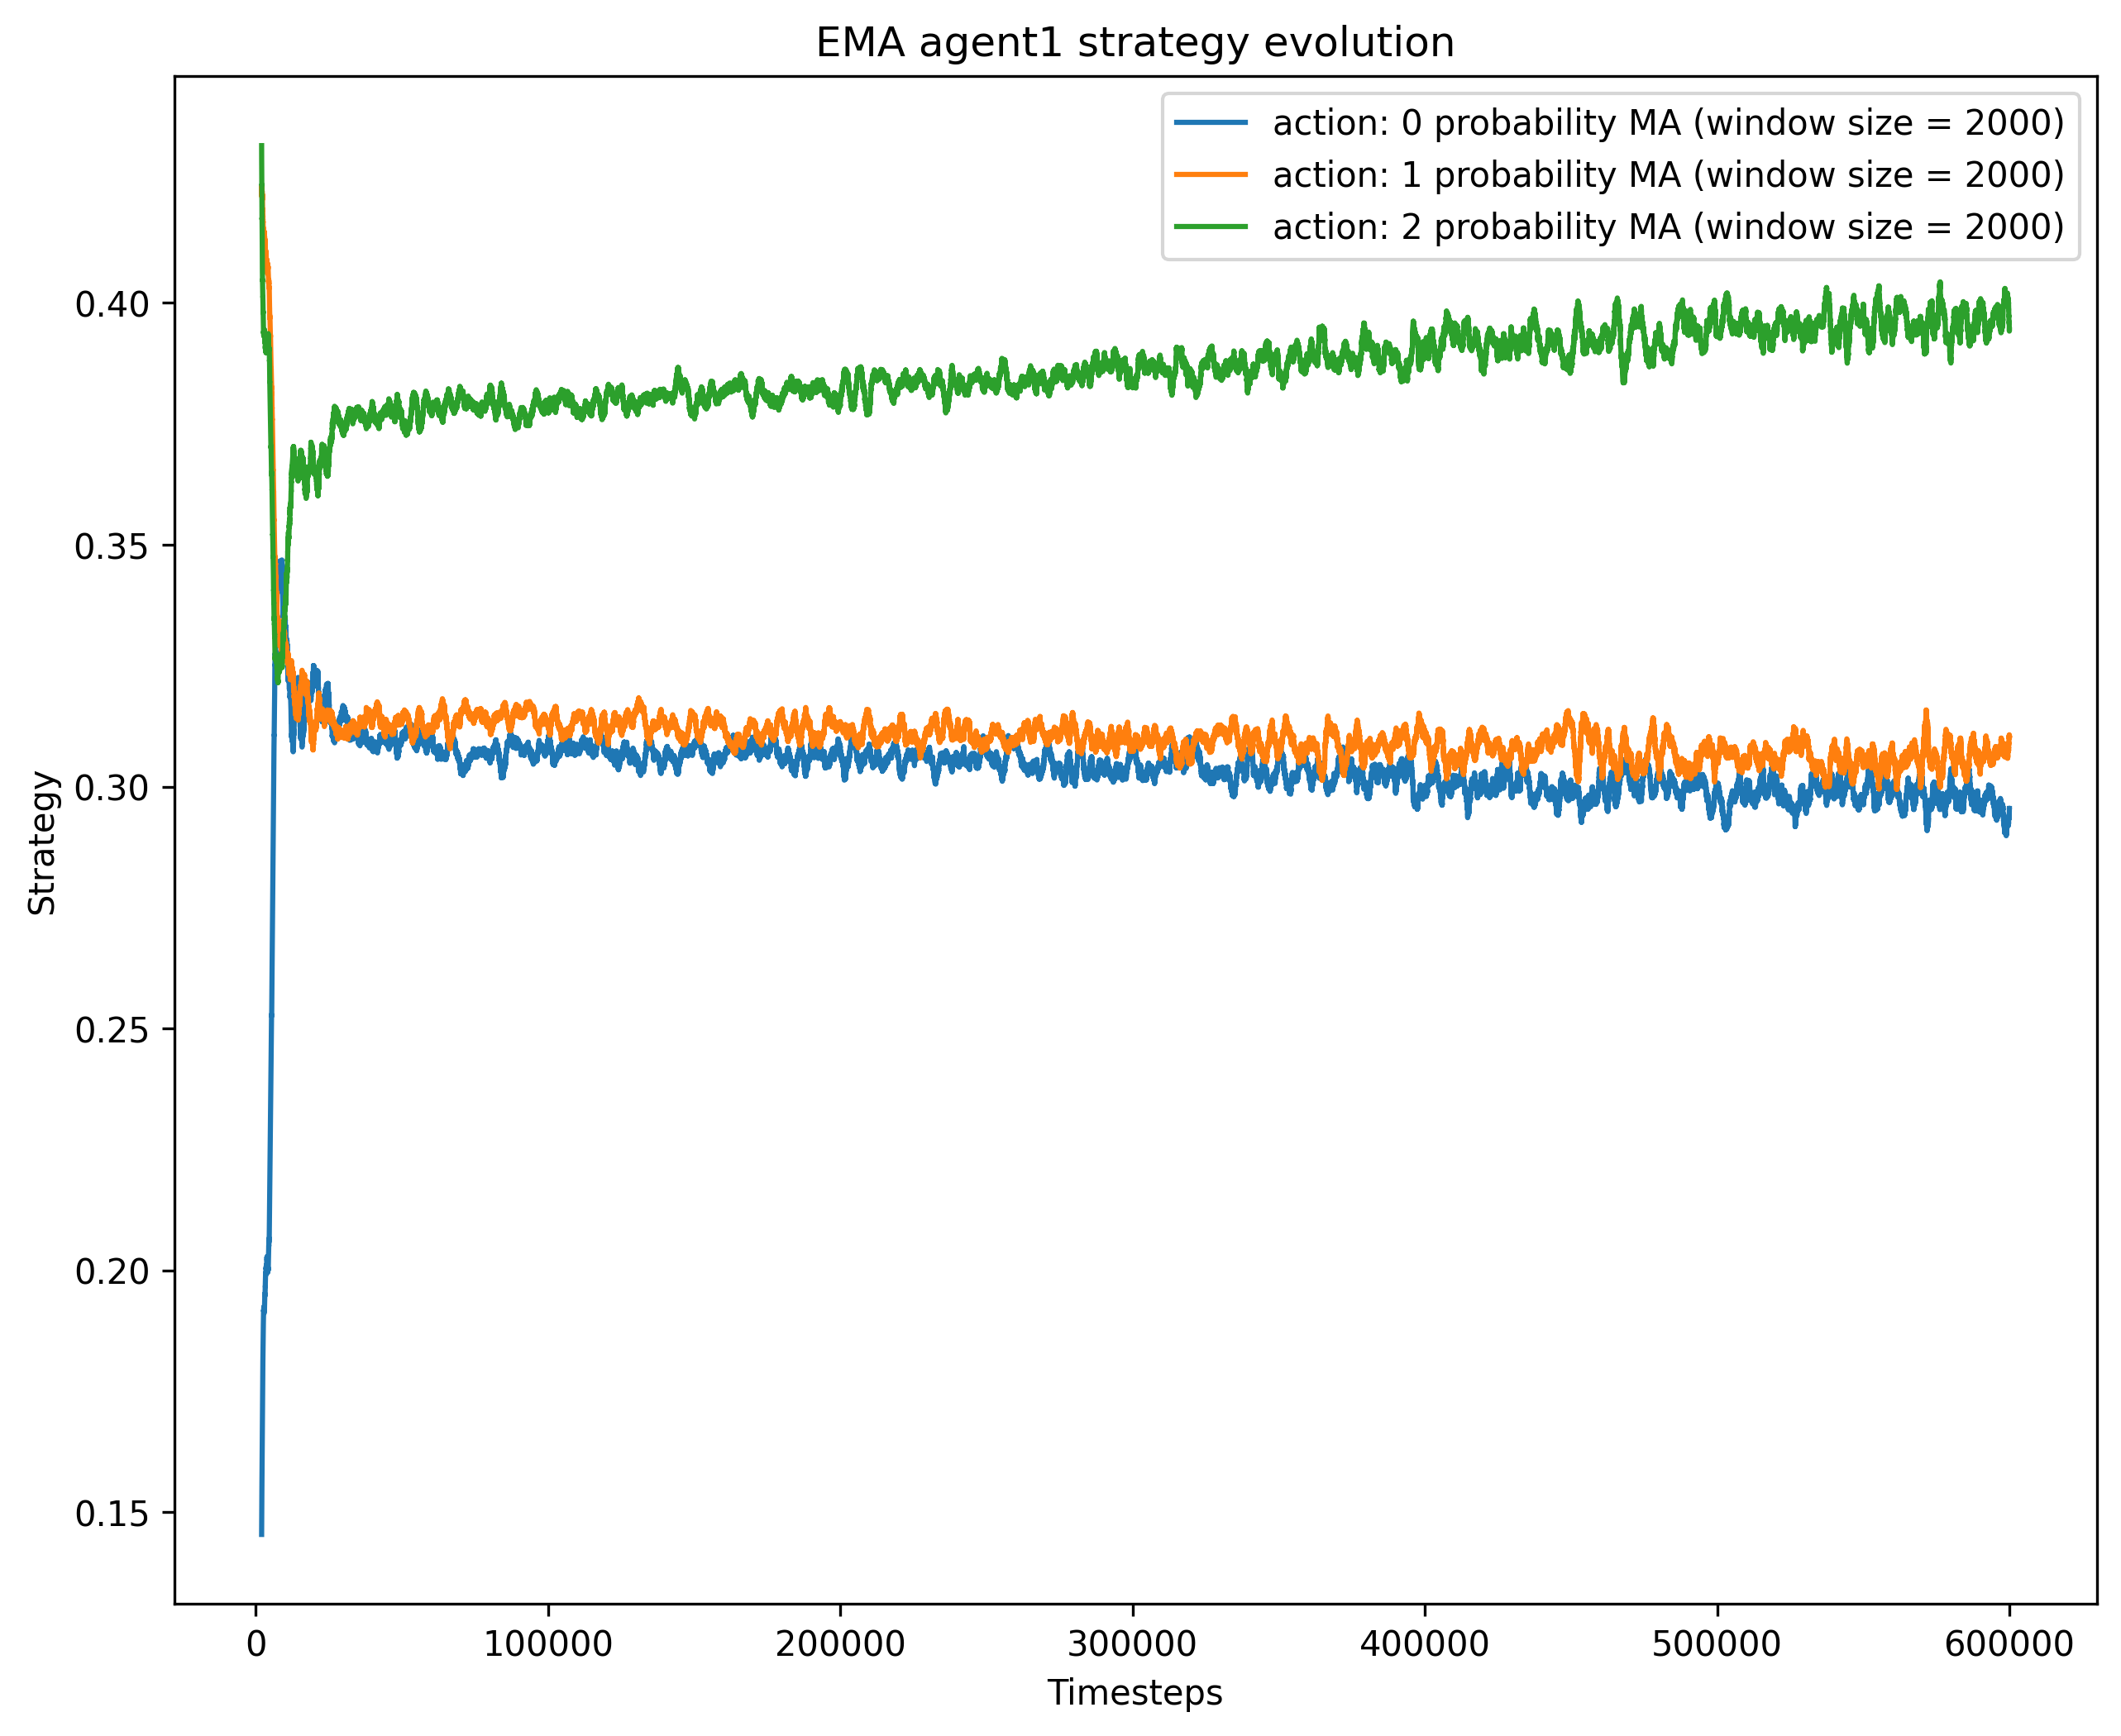 EMA agent1 strategy evolution
action: 0 probability MA (window size = 2000)
action: 1 probability MA (window size = 2000)
action: 2 probability MA (window size = 2000)
0.40
0.35
0.30
0.25
0.20
0.15
Strategy
0 100000 200000 300000 400000 500000 600000
Timesteps